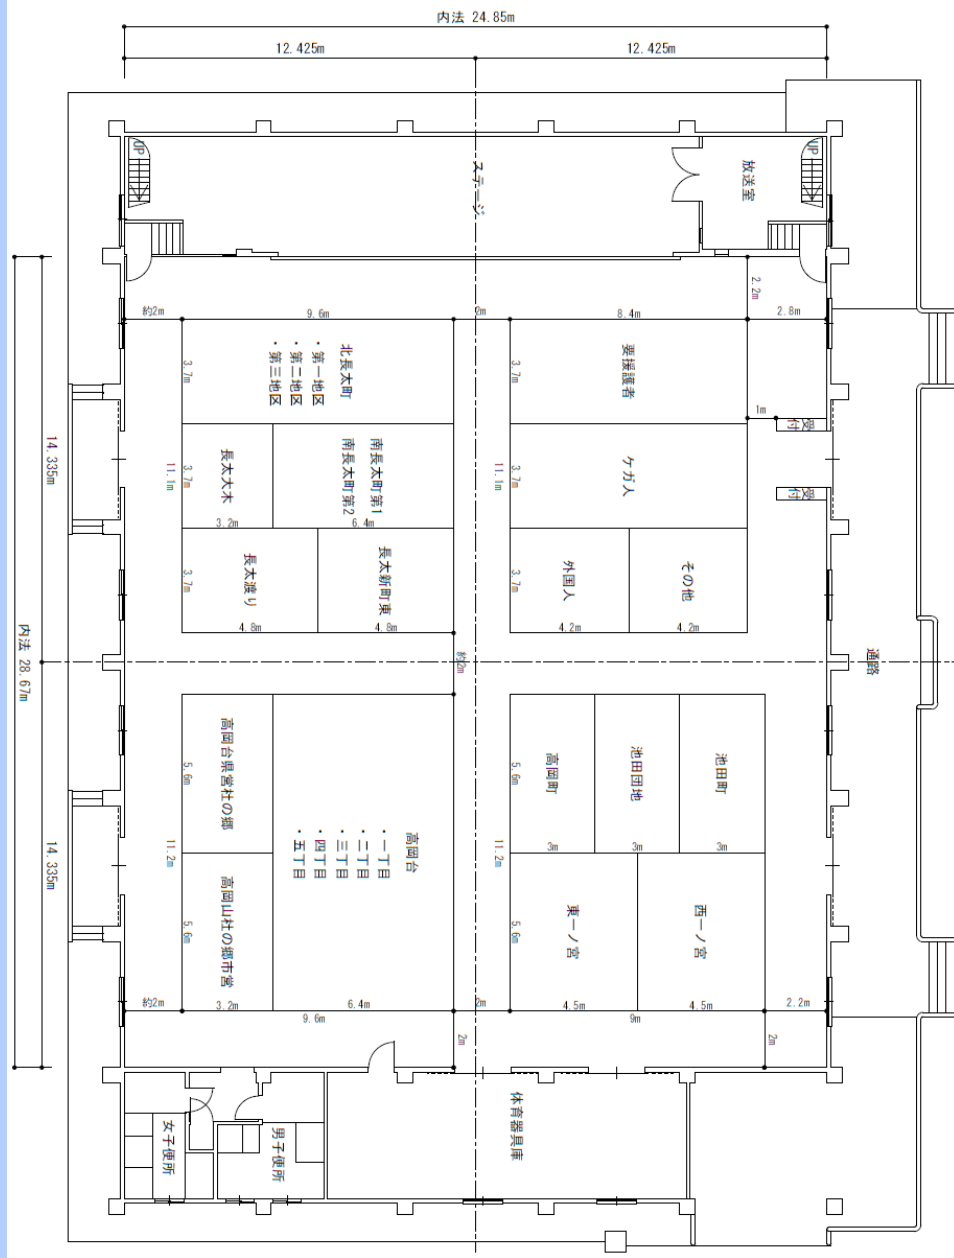 内法 24.85m
12.425m
12.425m
UP
ステージ
放送室
UP
2.2m
約2m
9.6m
2m
8.4m
2.8m
3.7m
北長太町
・第一地区
・第二地区
・第三地区
3.7m
要援護者
1m
受付
14.335m
11.1m
3.7m
長太大木
3.2m
南長太町第1
南長太町第2
6.4m
11.1m
3.7m
ケガ人
受付
3.7m
長太渡り
4.8m
長太新町東
4.8m
3.7m
外国人
4.2m
その他
4.2m
内法 28.67m
約2m
通路
5.6m
高岡台県営杜の郷
高岡台
・一丁目
・二丁目
・三丁目
・四丁目
・五丁目
5.6m
高岡町
3m
池田団地
3m
池田町
3m
14.335m
11.2m
11.2m
5.6m
高岡山杜の郷市営
5.6m
東一ノ宮
西一ノ宮
約2m
3.2m
6.4m
2m
4.5m
4.5m
2.2m
9.6m
9m
2m
2m
女子便所
男子便所
体育器具庫